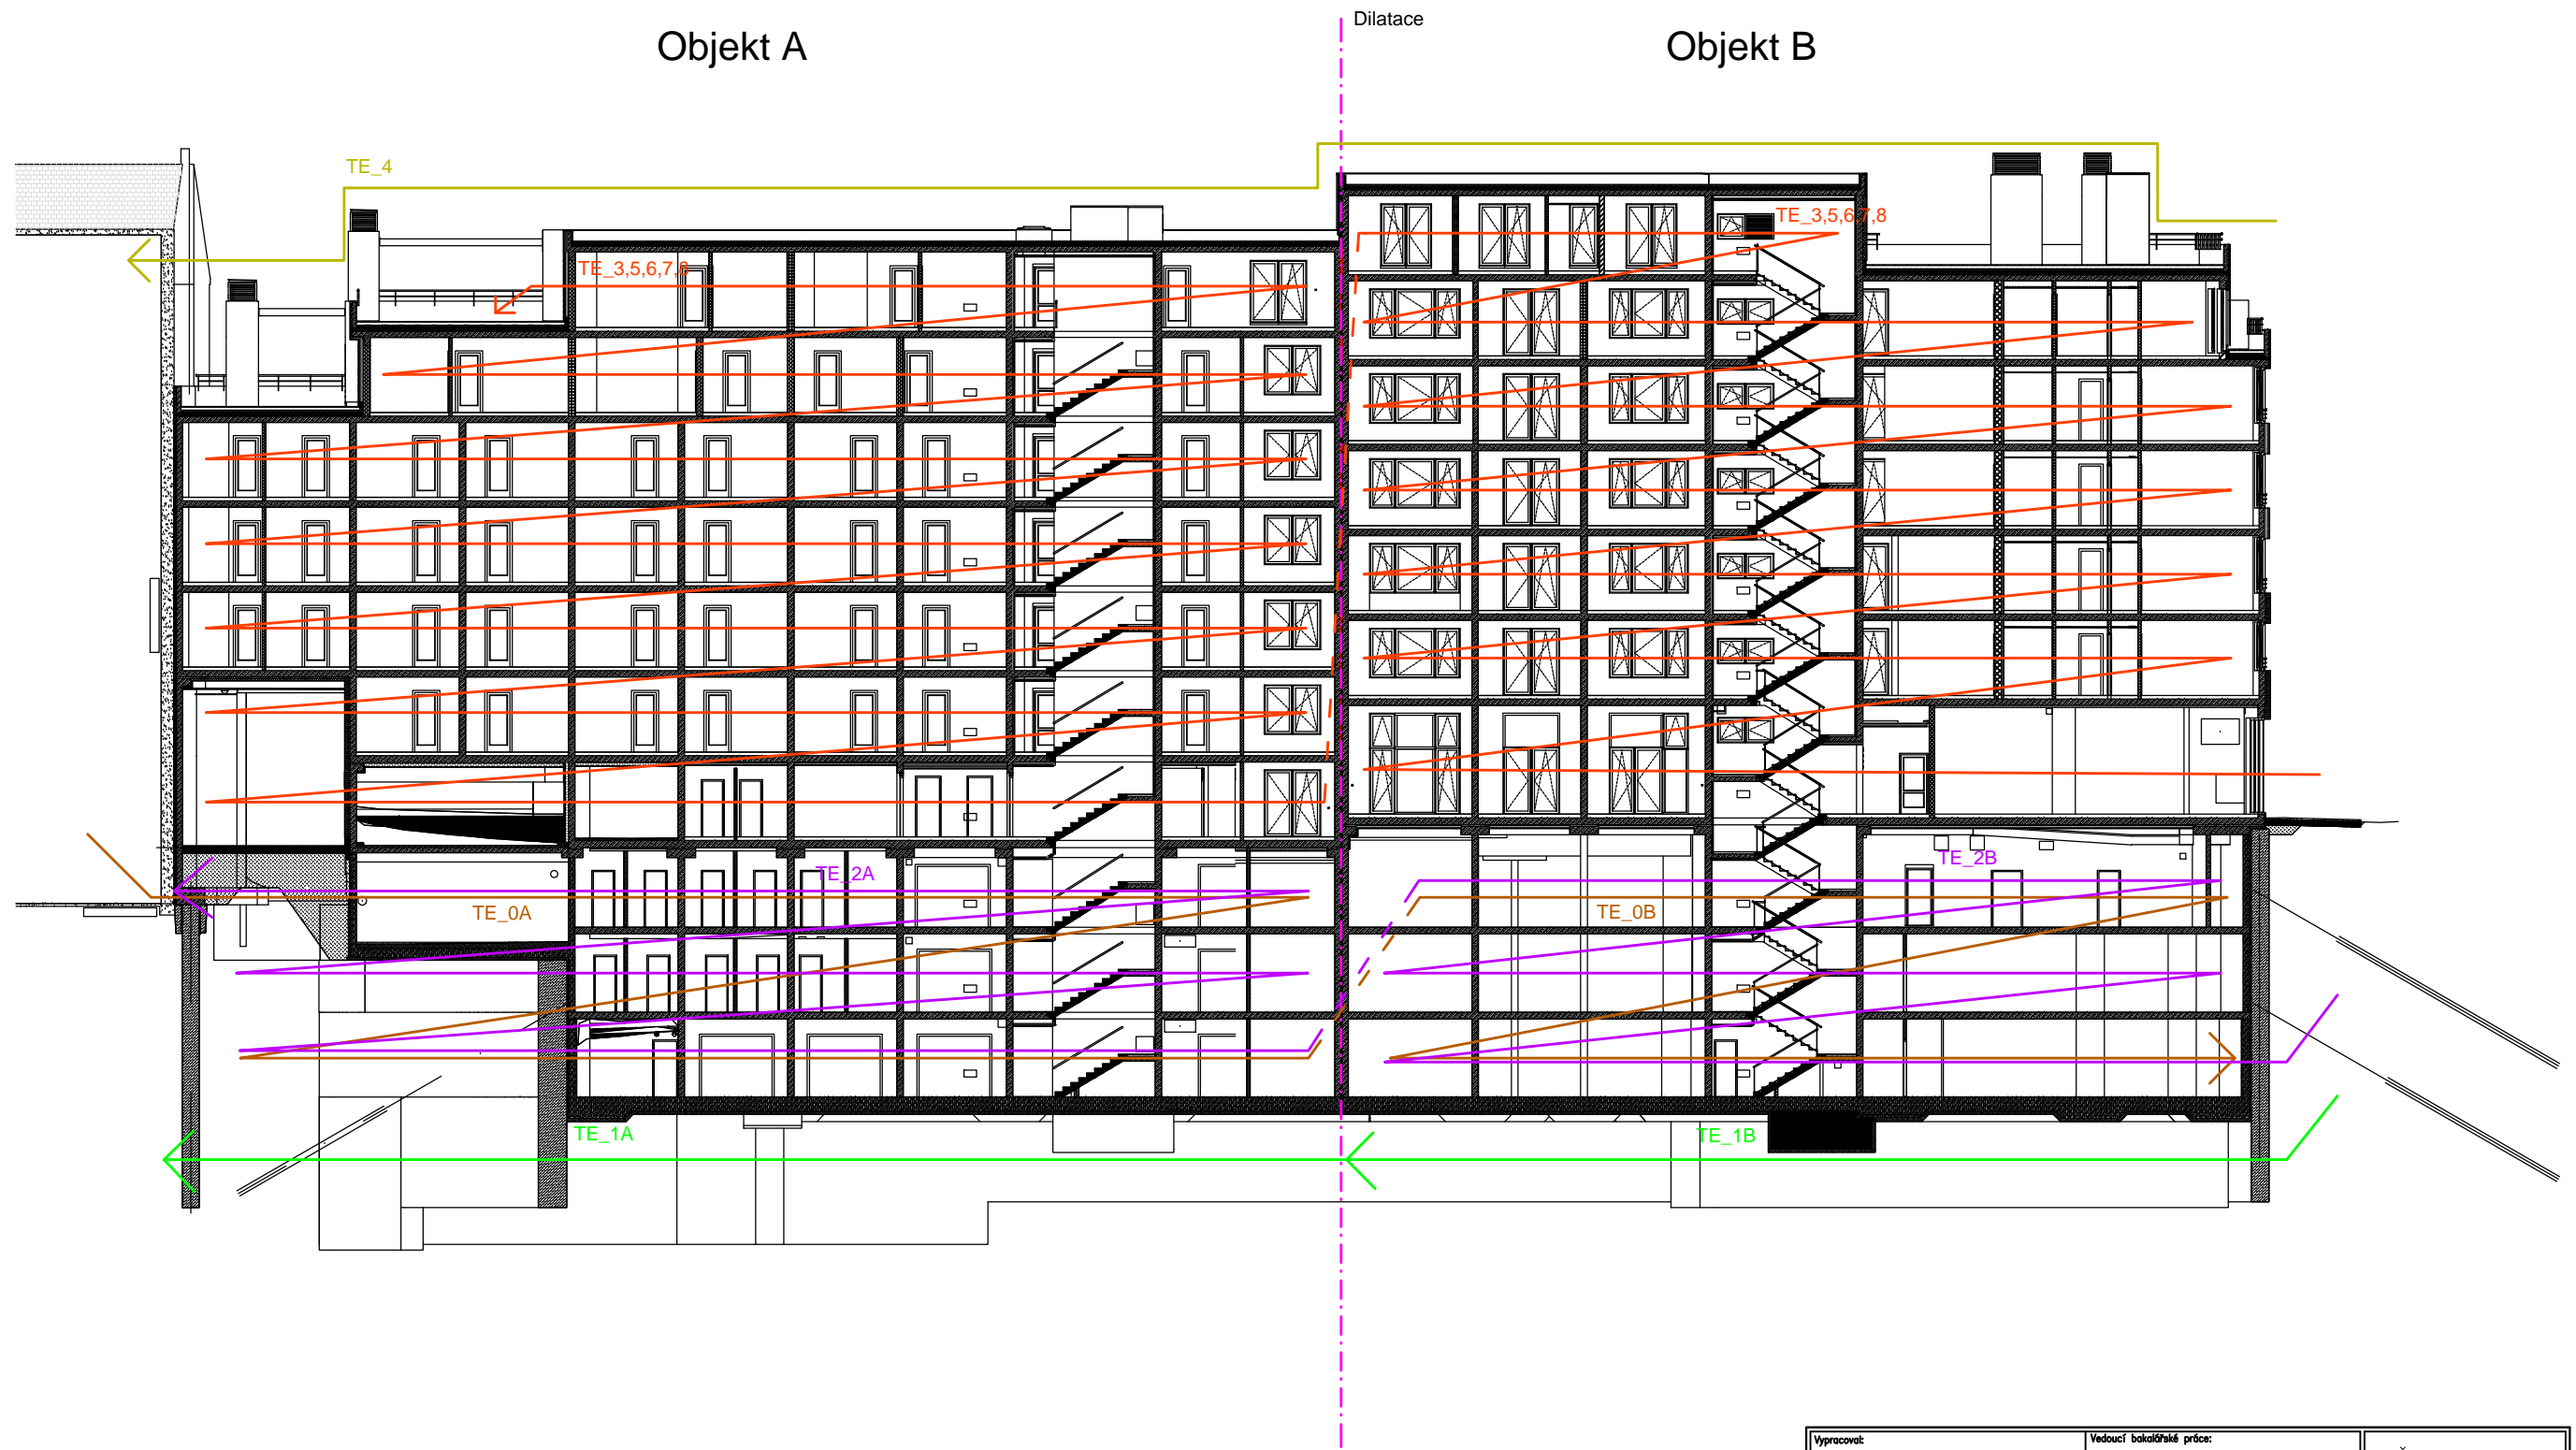 Dilatace
Objekt A
Objekt B
TE_4
TE_3,5,6,7,8
TE_3,5,6,7,8
TE_2B
TE_2A
TE_0A
TE_0B
TE_1A
TE_1B
Vypracoval:
Vedoucí bakalářské práce: